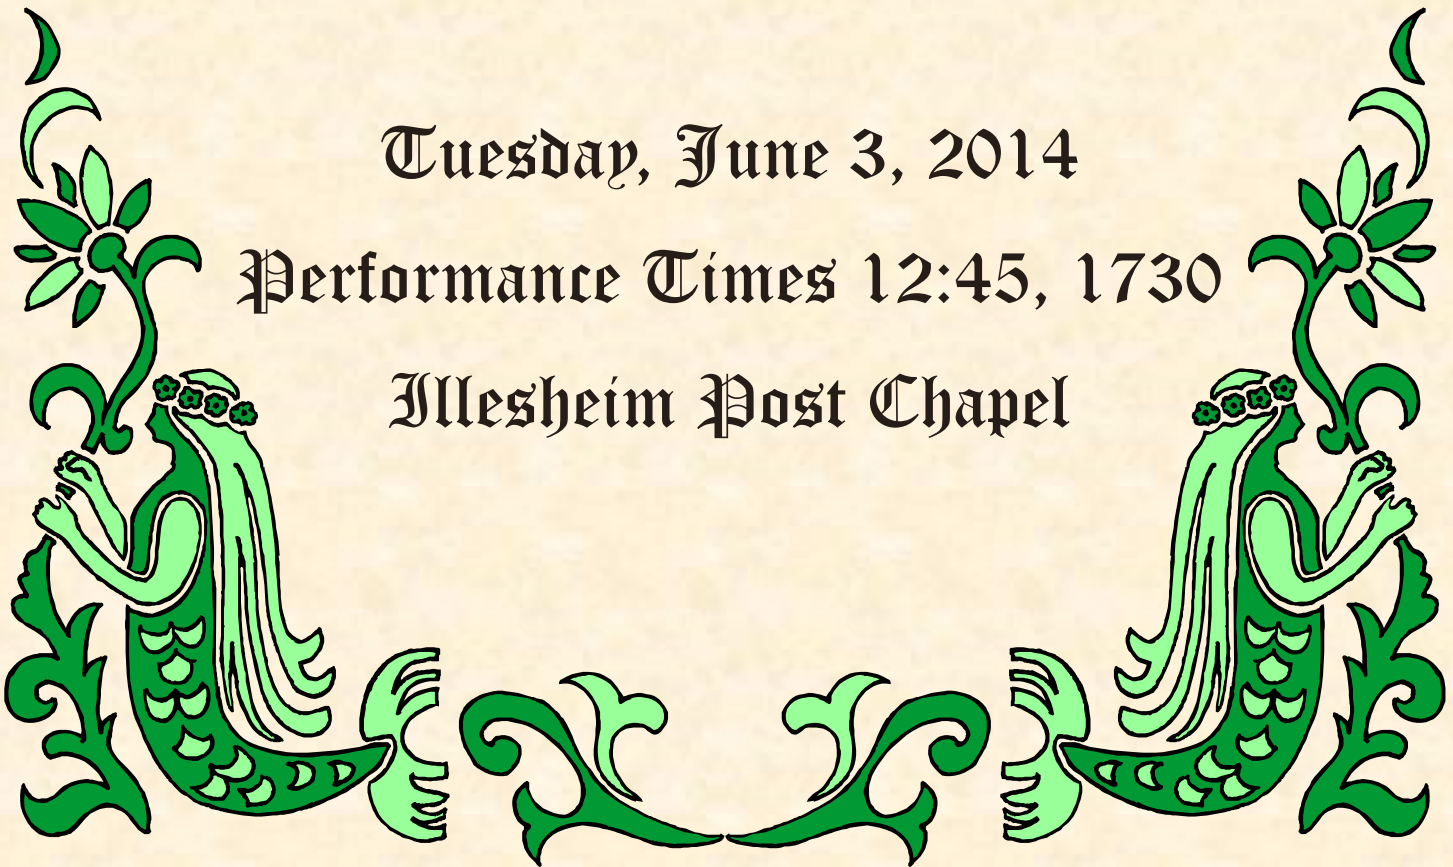 Tuesday, June 3, 2014
Performance Times 12:45, 1730
Illesheim Post Chapel